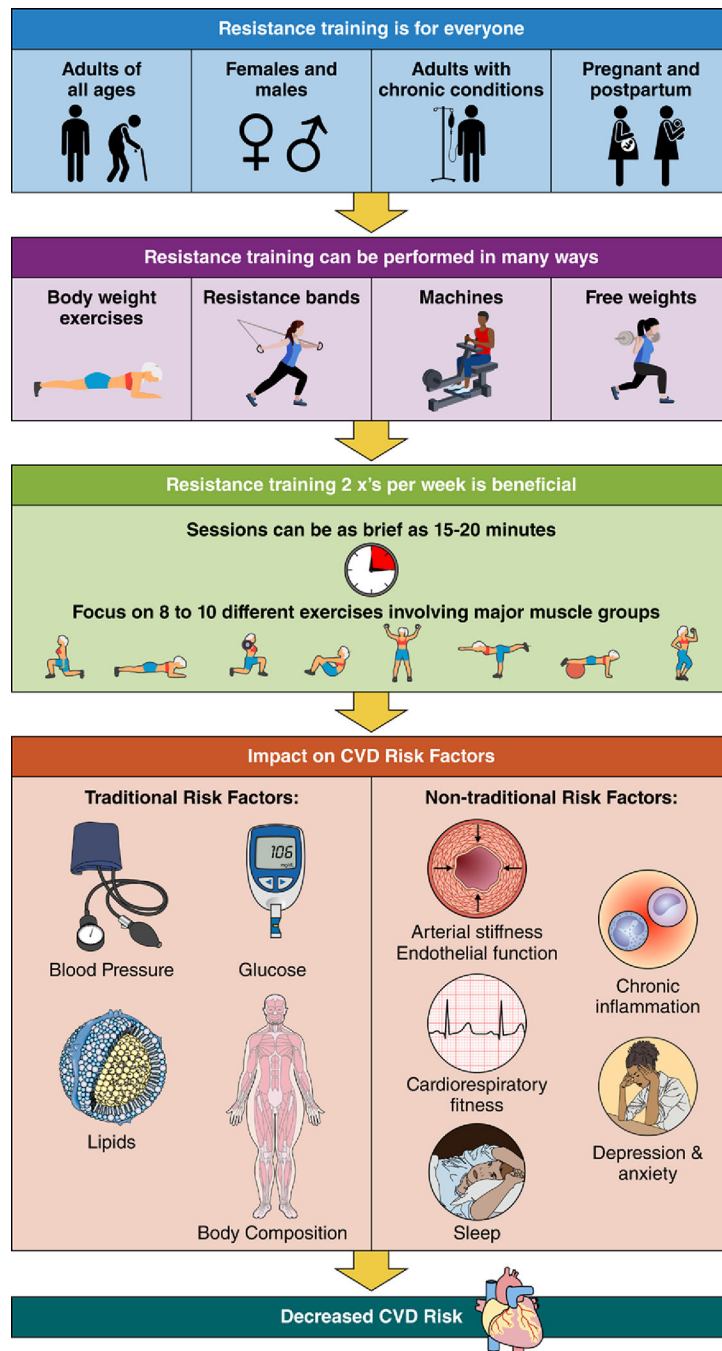 Resistance training is for everyone
Adults of
all ages
Females and
males
Adults with
chronic conditions
Pregnant and
postpartum
Resistance training can be performed in many ways
Body weight
exercises
Resistance bands
Machines
Free weights
Resistance training 2 x's per week is beneficial
Sessions can be as brief as 15-20 minutes
Focus on 8 to 10 different exercises involving major muscle groups
Impact on CVD Risk Factors
Traditional Risk Factors:
106
mg/dL
Blood Pressure
Glucose
Lipids
Body Composition
Non-traditional Risk Factors:
Arterial stiffness
Endothelial function
Chronic
inflammation
Cardiorespiratory
fitness
Depression &
anxiety
Sleep
Decreased CVD Risk